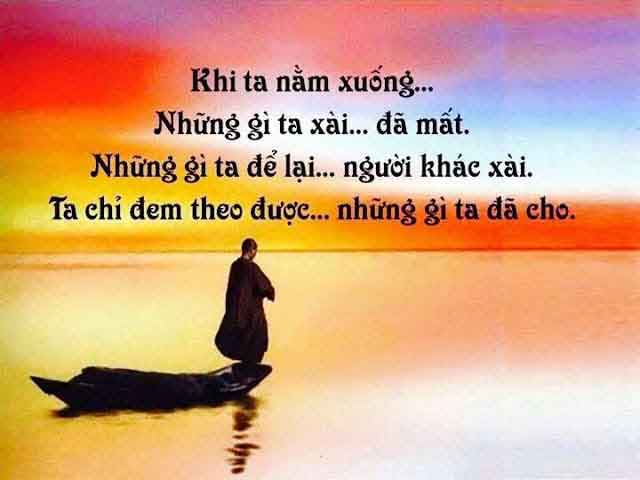 Khi ta nằm xuống...
Những gì ta xài... đã mất.
Những gì ta để lại... người khác xài.
Ta chỉ đem theo được... những gì ta đã cho.